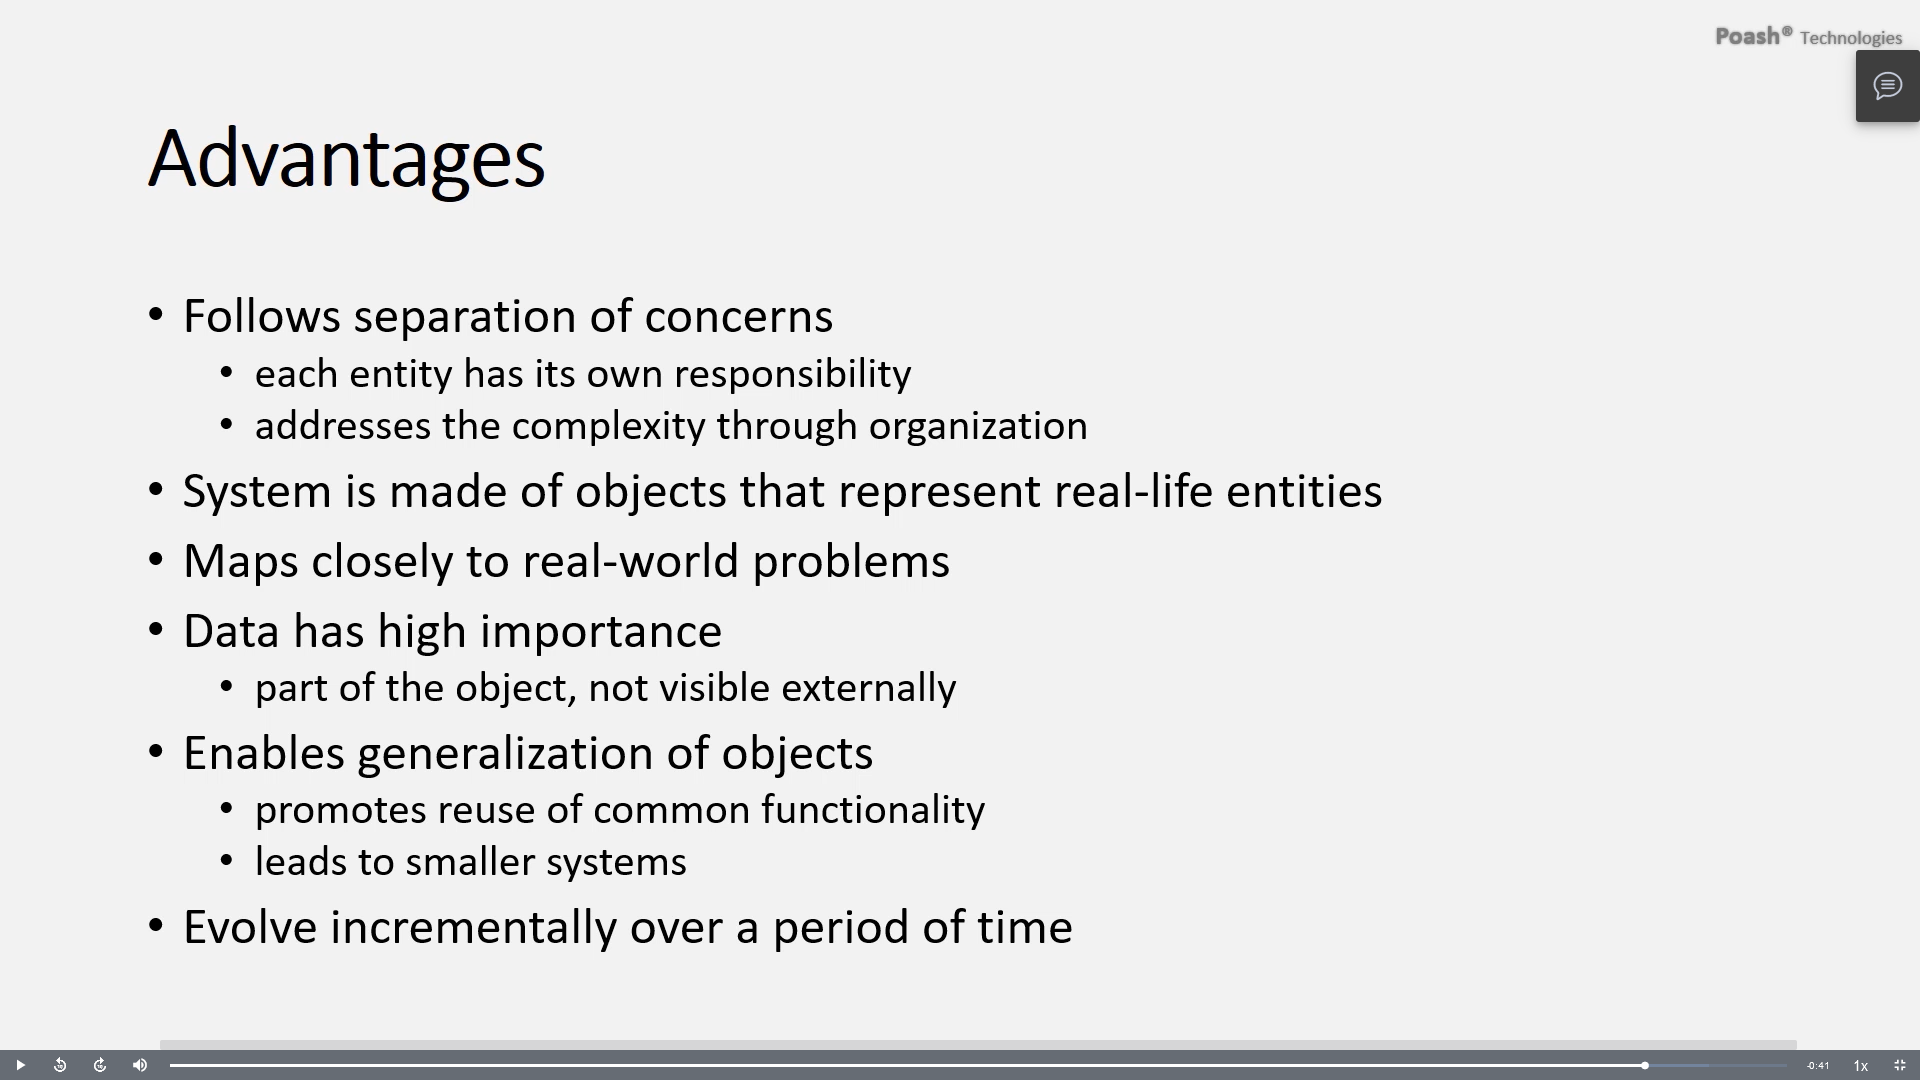 Poash® Technologies
Advantages
• Follows separation of concerns
• each entity has its own responsibility
• addresses the complexity through organization
• System is made of objects that represent real-life entities
• Maps closely to real-world problems
• Data has high importance
• part of the object, not visible externally
• Enables generalization of objects
• promotes reuse of common functionality
• leads to smaller systems
• Evolve incrementally over a period of time
-0:41 1x